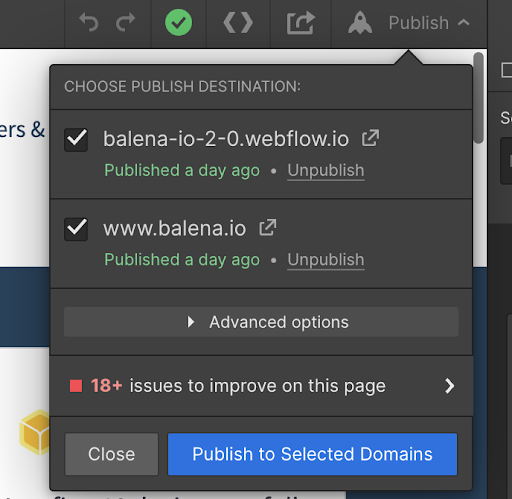 Publish
CHOOSE PUBLISH DESTINATION:
ers &
balena-io-2-0.webflow.io
Published a day ago • Unpublish
www.balena.io
Published a day ago • Unpublish
Advanced options
18+ issues to improve on this page
Close
Publish to Selected Domains